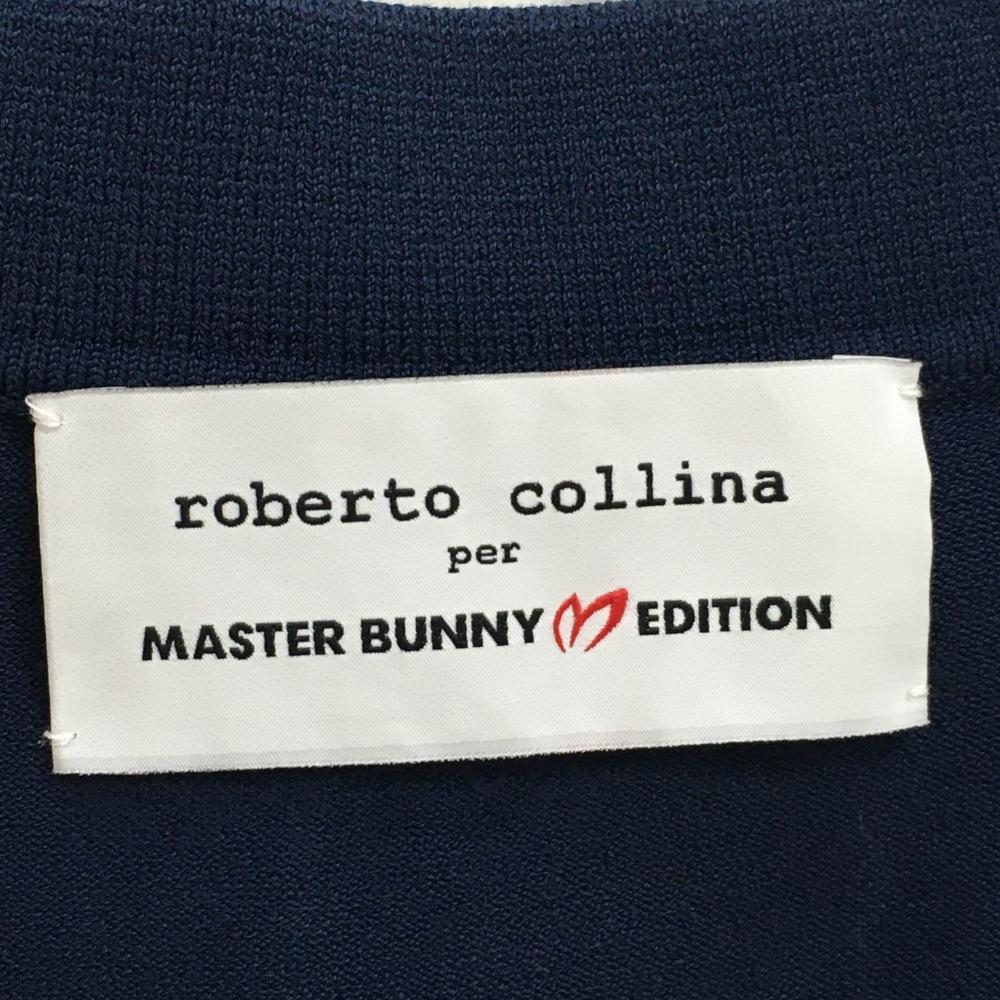 roberto collina
per
MASTER BUNNY EDITION